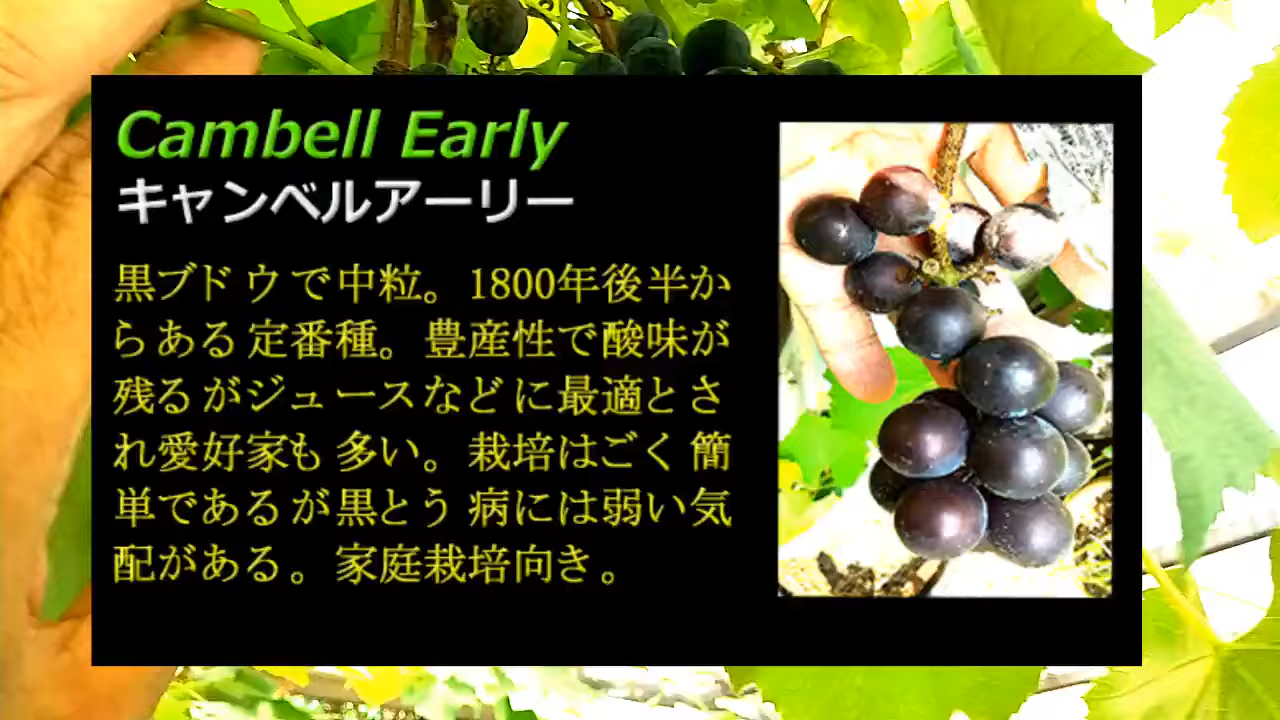 Cambell Early
キャンベルアーリー
黒ブドウで中粒。1800年後半か
らある定番種。豊産性で酸味が
残るがジュースなどに最適とさ
れ愛好家も多い。栽培はごく簡
単であるが黒とう病には弱い気
配がある。家庭栽培向き。